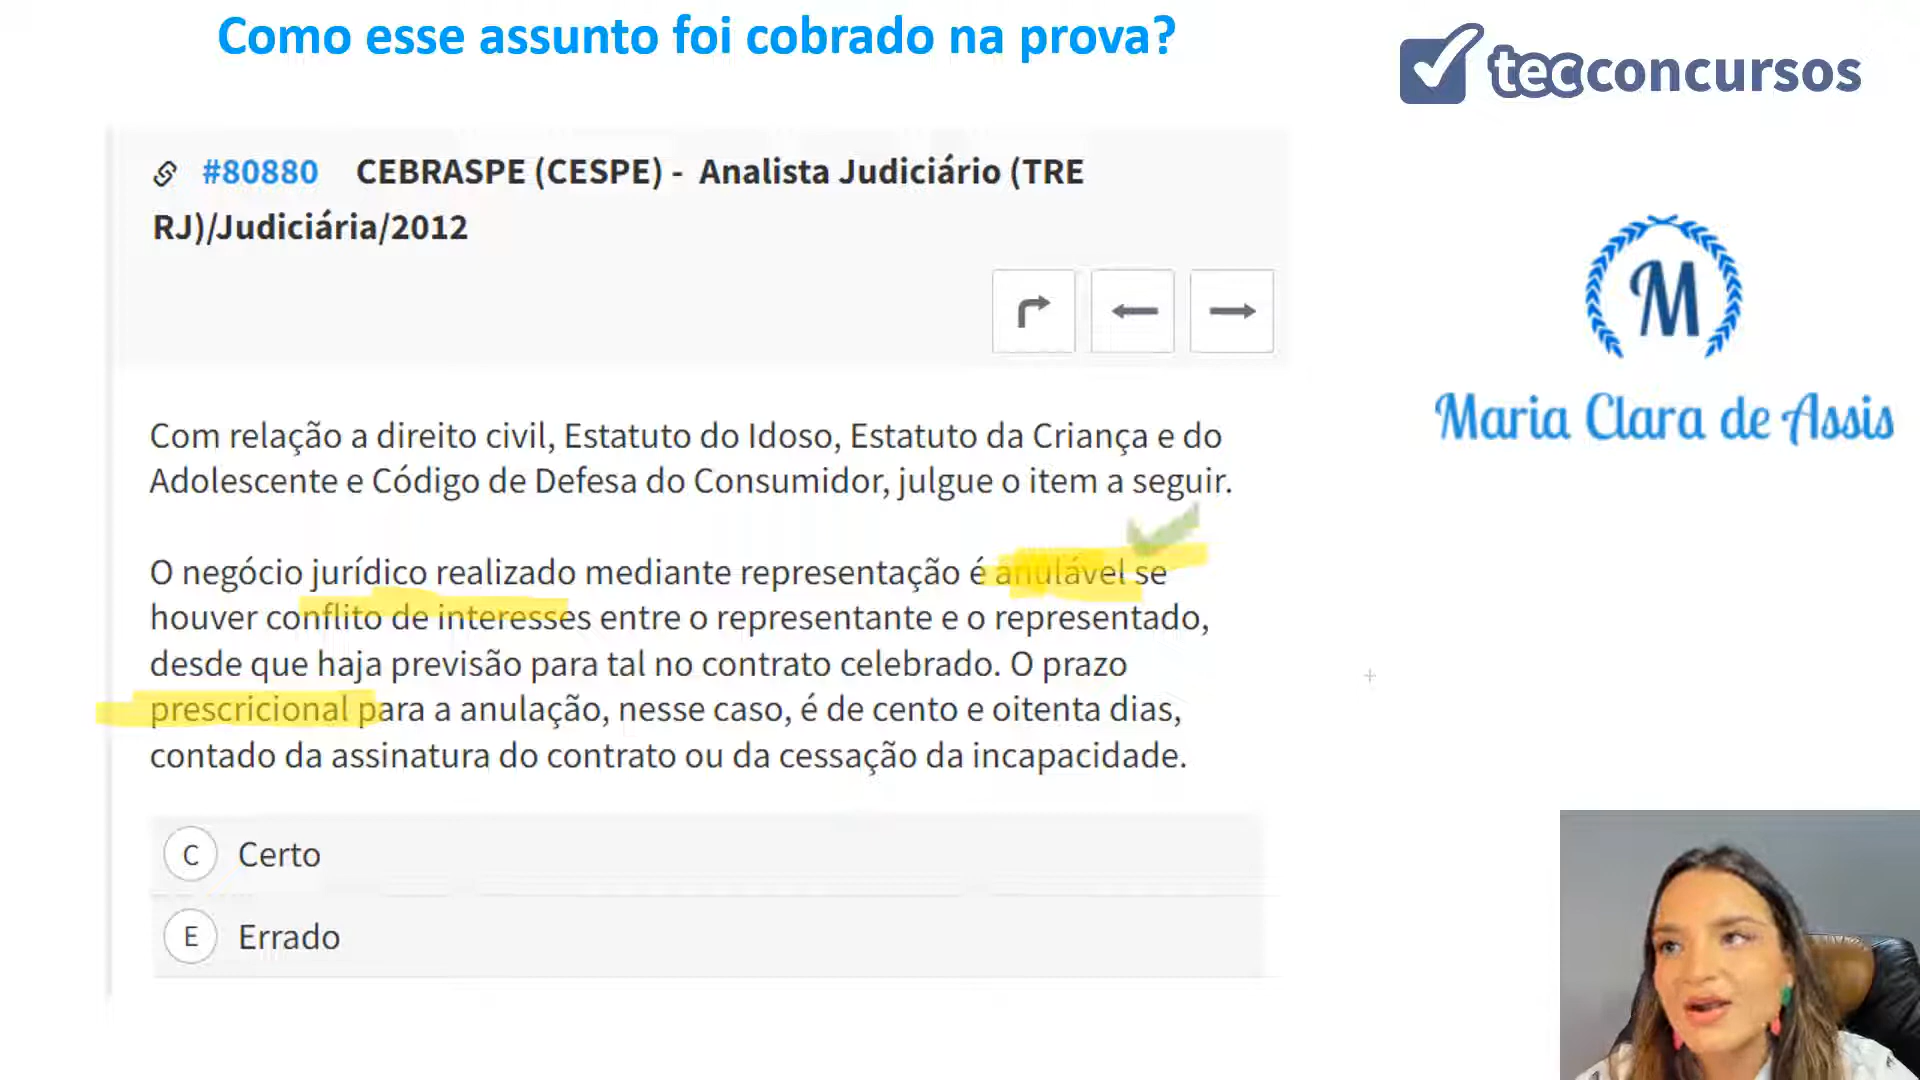 Como esse assunto foi cobrado na prova?
tecconcursos
#80880 CEBRASPE (CESPE) - Analista Judiciário (TRE
RJ)/Judiciária/2012
M
Maria Clara de Assis
Com relação a direito civil, Estatuto do Idoso, Estatuto da Criança e do
Adolescente e Código de Defesa do Consumidor, julgue o item a seguir.
O negócio jurídico realizado mediante representação é anulável se
houver conflito de interesses entre o representante e o representado,
desde que haja previsão para tal no contrato celebrado. O prazo
prescricional para a anulação, nesse caso, é de cento e oitenta dias,
contado da assinatura do contrato ou da cessação da incapacidade.
C Certo
E Errado